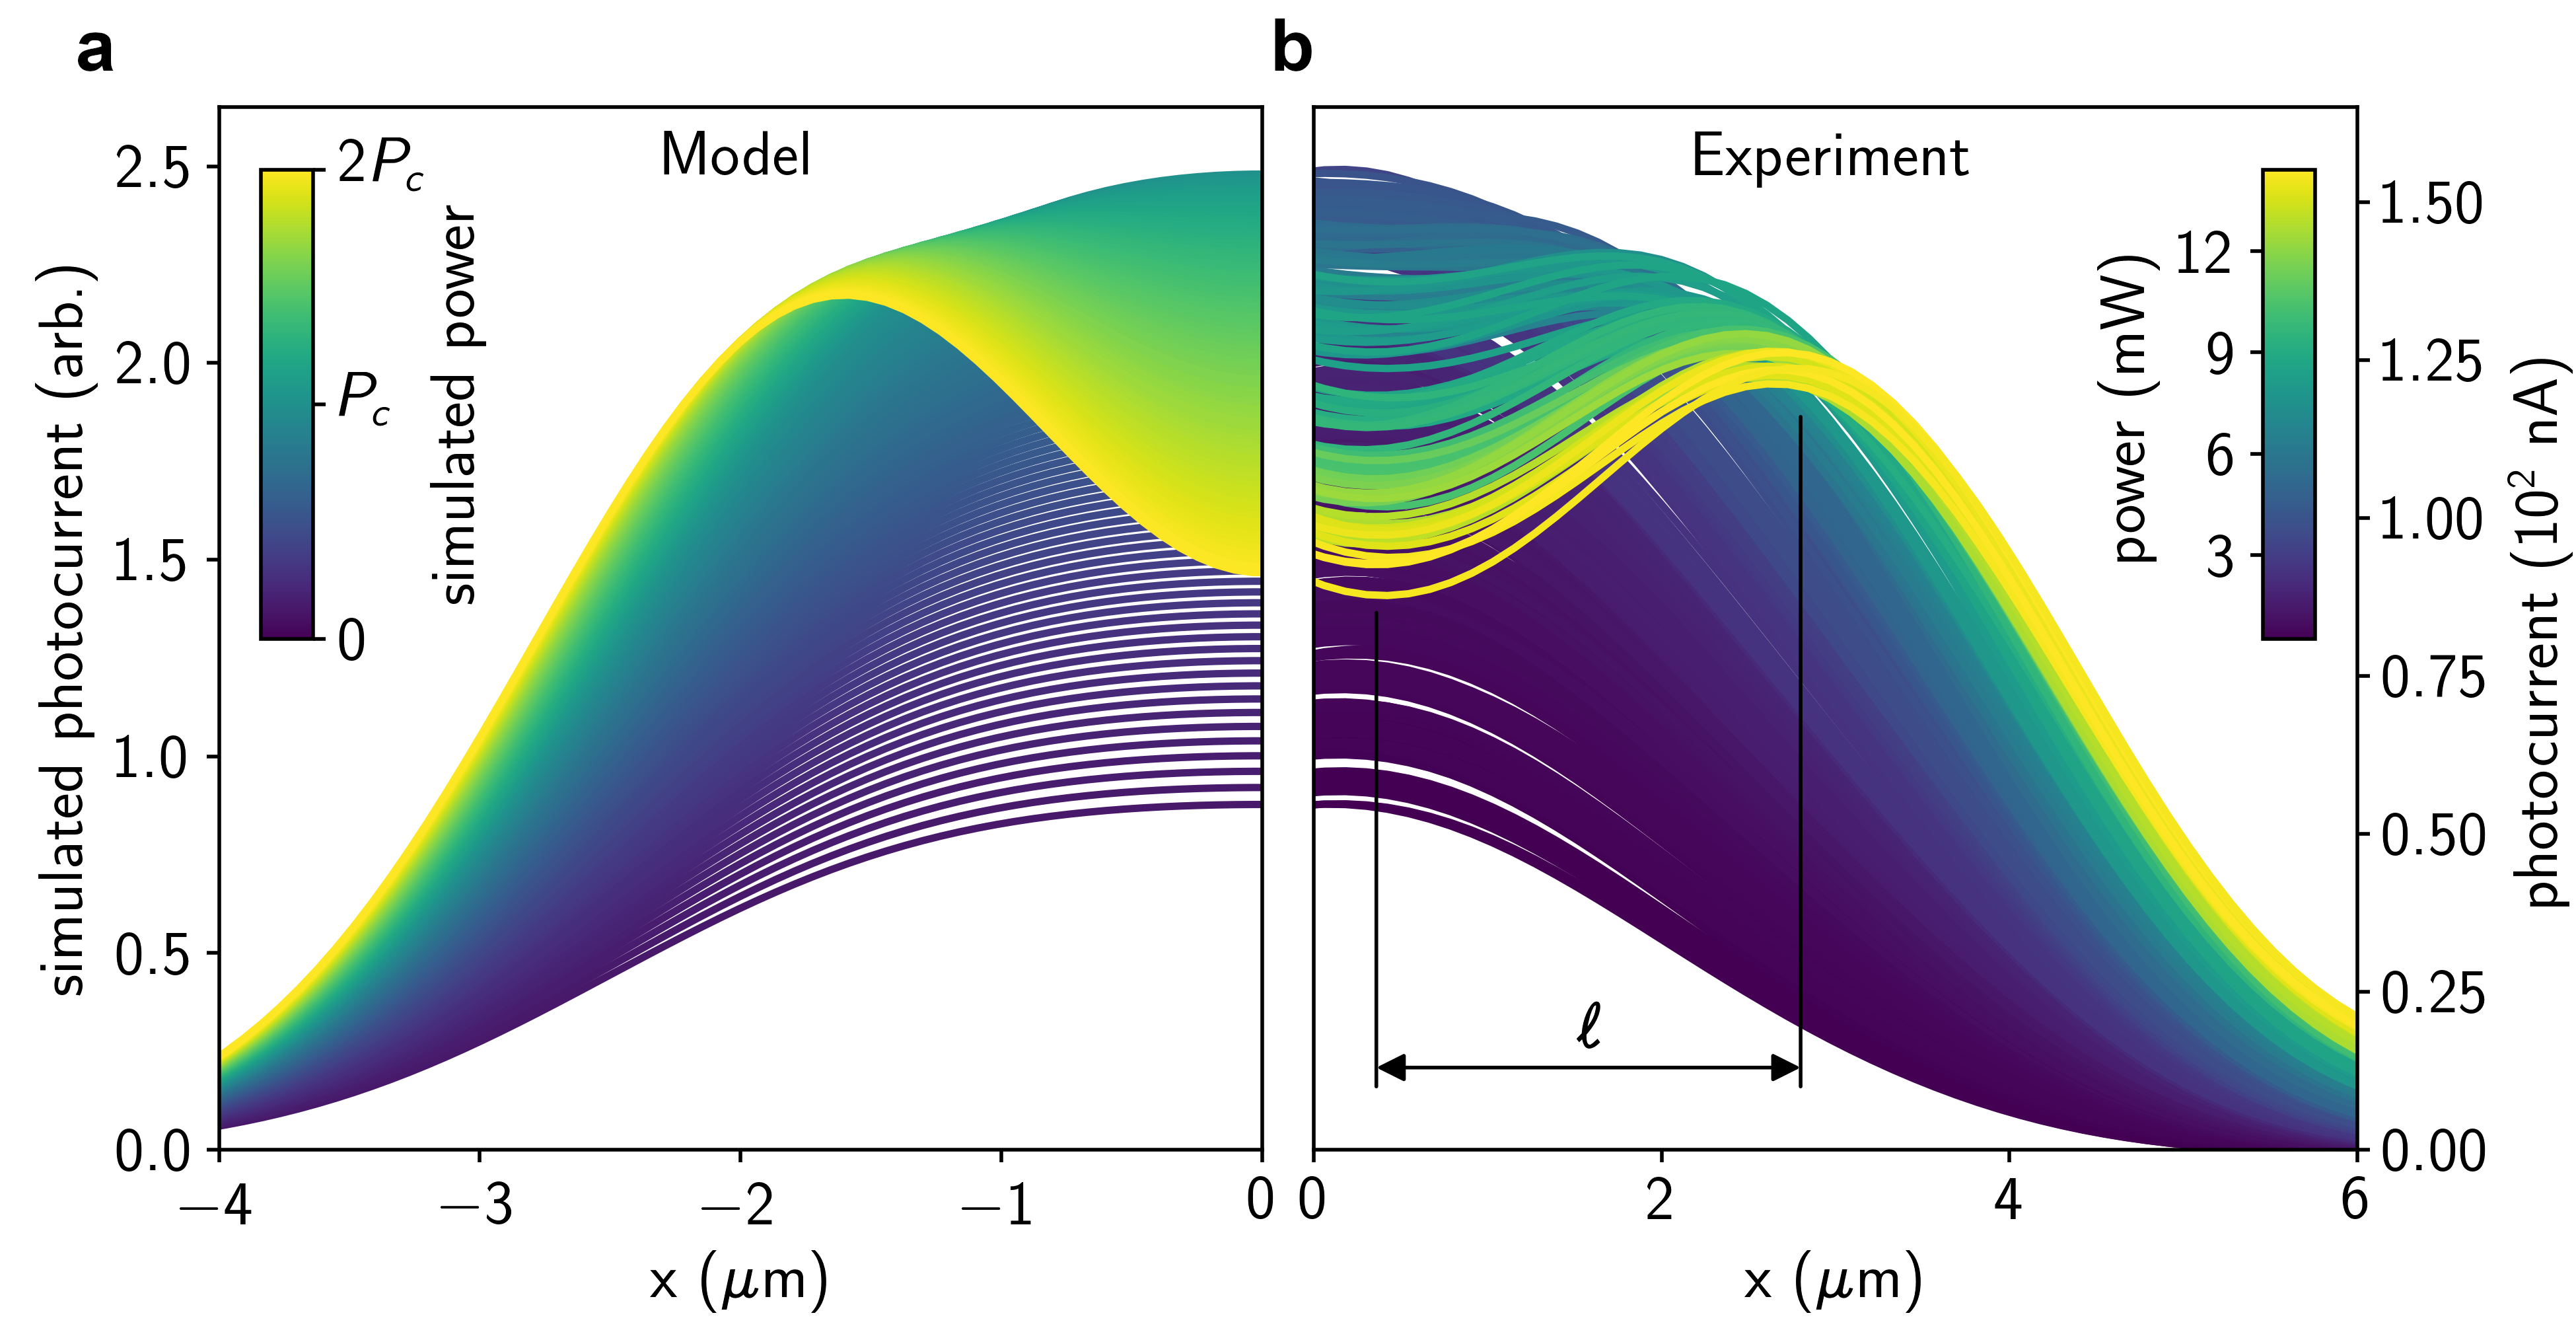 a
b
Model
Experiment
simulated photocurrent (arb.)
2.5
2.0
1.5
1.0
0.5
0.0
2P_c
P_c
0
simulated power
−4
−3
−2
−1
0
x (μm)
power (mW)
12
9
6
3
ℓ
0
2
4
6
x (μm)
1.50
1.25
1.00
0.75
0.50
0.25
0.00
photocurrent (10² nA)